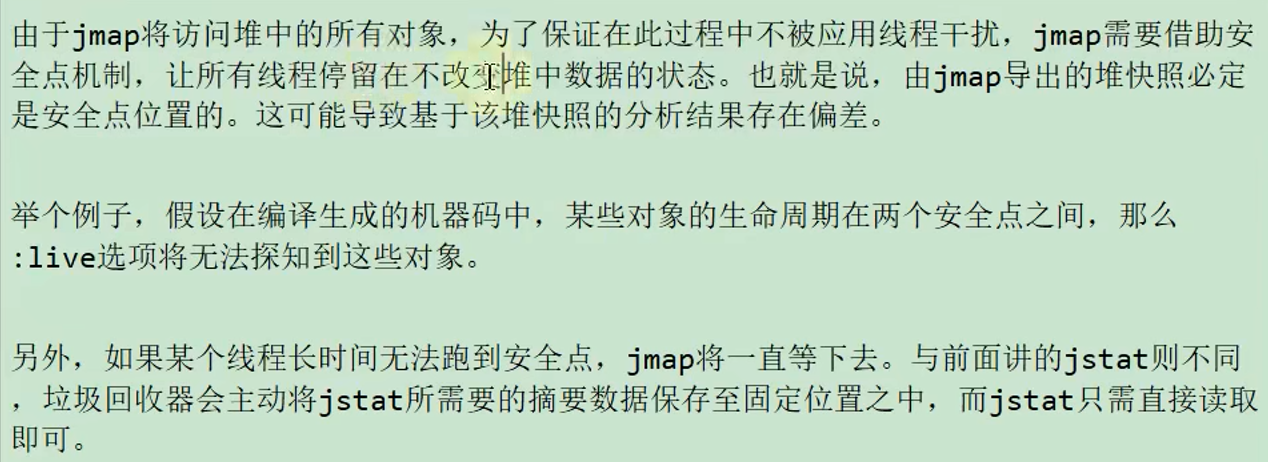 由于jmap将访问堆中的所有对象，为了保证在此过程中不被应用线程干扰，jmap需要借助安
全点机制，让所有线程停留在不改变堆中数据的状态。也就是说，由jmap导出的堆快照必定
是安全点位置的。这可能导致基于该堆快照的分析结果存在偏差。
举个例子，假设在编译生成的机器码中，某些对象的生命周期在两个安全点之间，那么
:live选项将无法探知到这些对象。
另外，如果某个线程长时间无法跑到安全点，jmap将一直等下去。与前面讲的jstat则不同
，垃圾回收器会主动将jstat所需要的摘要数据保存至固定位置之中，而jstat只需直接读取
即可。